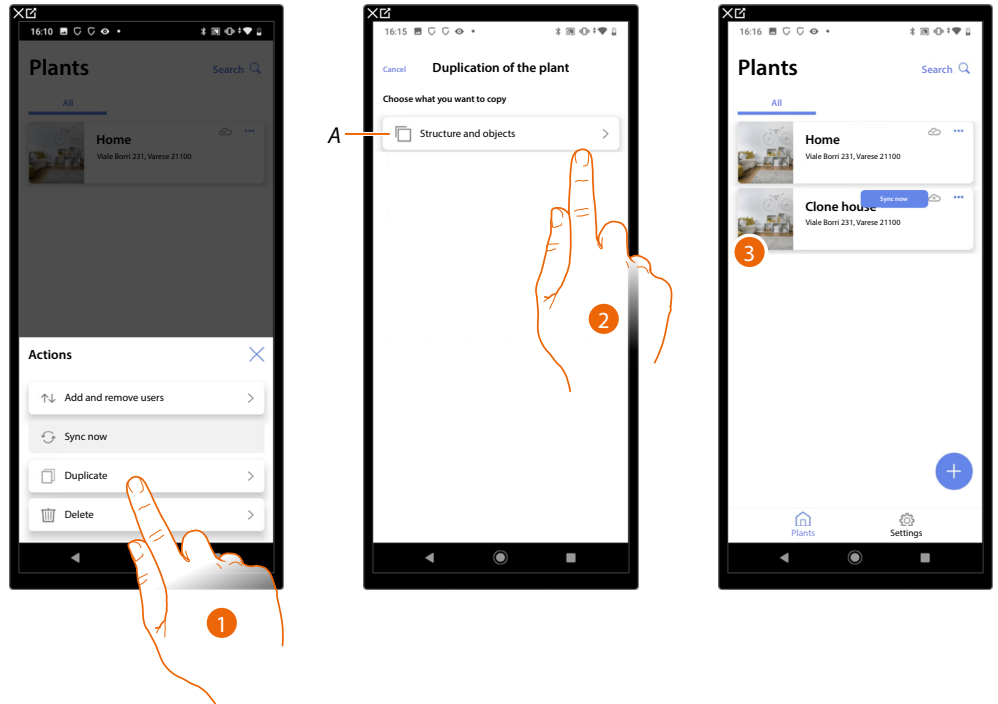 16:10
Plants
Search
All
Home
Viale Borri 231, Varese 21100
Actions
Add and remove users
Sync now
Duplicate
Delete
1
16:15
Cancel
Duplication of the plant
Choose what you want to copy
A
Structure and objects
2
16:16
Plants
Search
All
Home
Viale Borri 231, Varese 21100
Sync now
Clone house
Viale Borri 231, Varese 21100
3
Plants
Settings